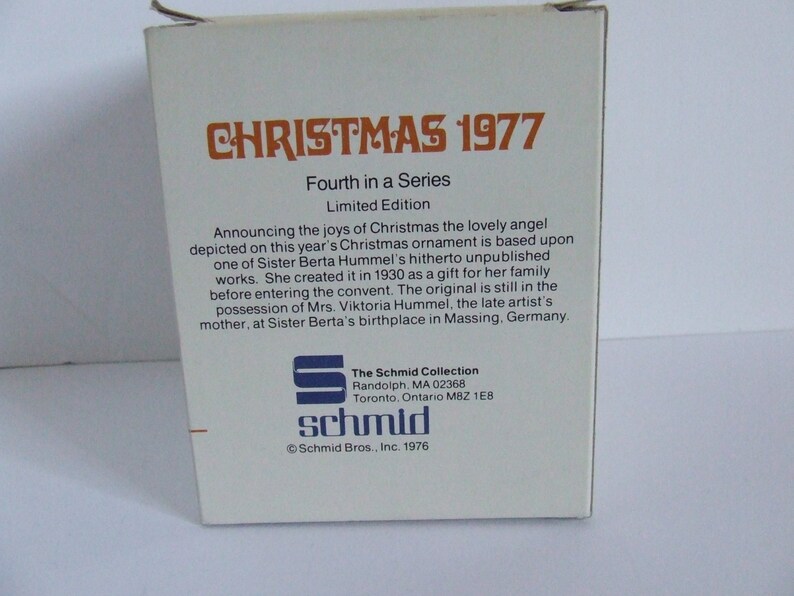 CHRISTMAS 1977
Fourth in a Series
Limited Edition
Announcing the joys of Christmas the lovely angel
depicted on this year's Christmas ornament is based upon
one of Sister Berta Hummel's hitherto unpublished
works. She created it in 1930 as a gift for her family
before entering the convent. The original is still in the
possession of Mrs. Viktoria Hummel, the late artist's
mother, at Sister Berta's birthplace in Massing, Germany.
The Schmid Collection
Randolph, MA 02368
Toronto, Ontario M8Z 1E8
schmid
© Schmid Bros., Inc. 1976